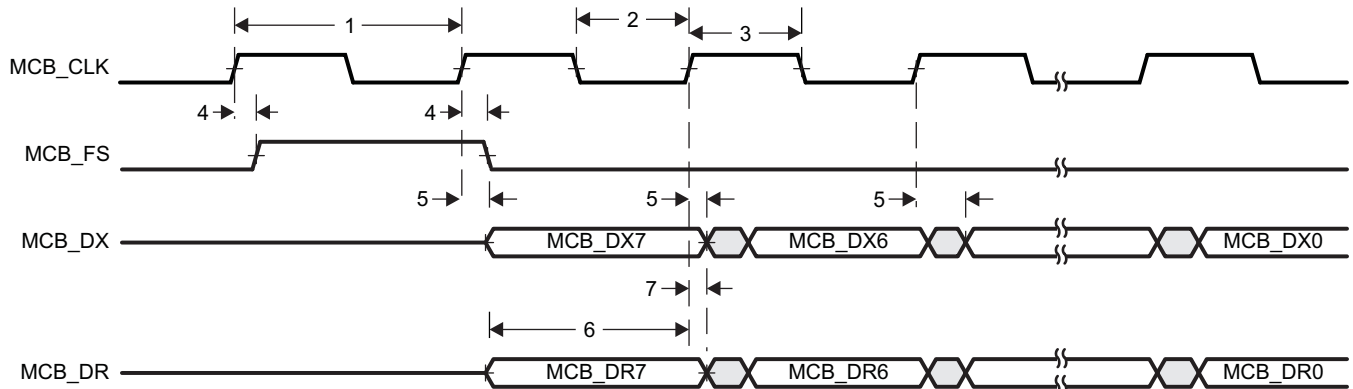 1
2
3
MCB_CLK
4
4
MCB_FS
5
5
5
MCB_DX
MCB_DX7
MCB_DX6
MCB_DX0
7
6
MCB_DR
MCB_DR7
MCB_DR6
MCB_DR0